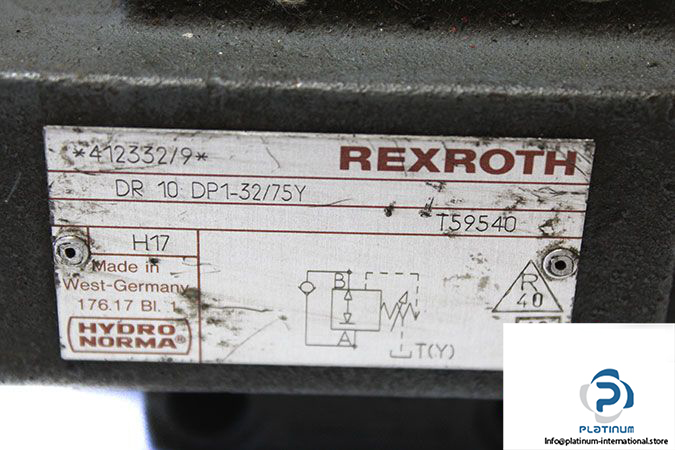 *412332/9*
REXROTH
DR 10 DP1-32/75Y
T59540
H17
Made in
West-Germany
176.17 Bl. 1
HYDRO
NORMA®
B
A
T(Y)
R
40
PLATINUM
Info@platinum-international.store